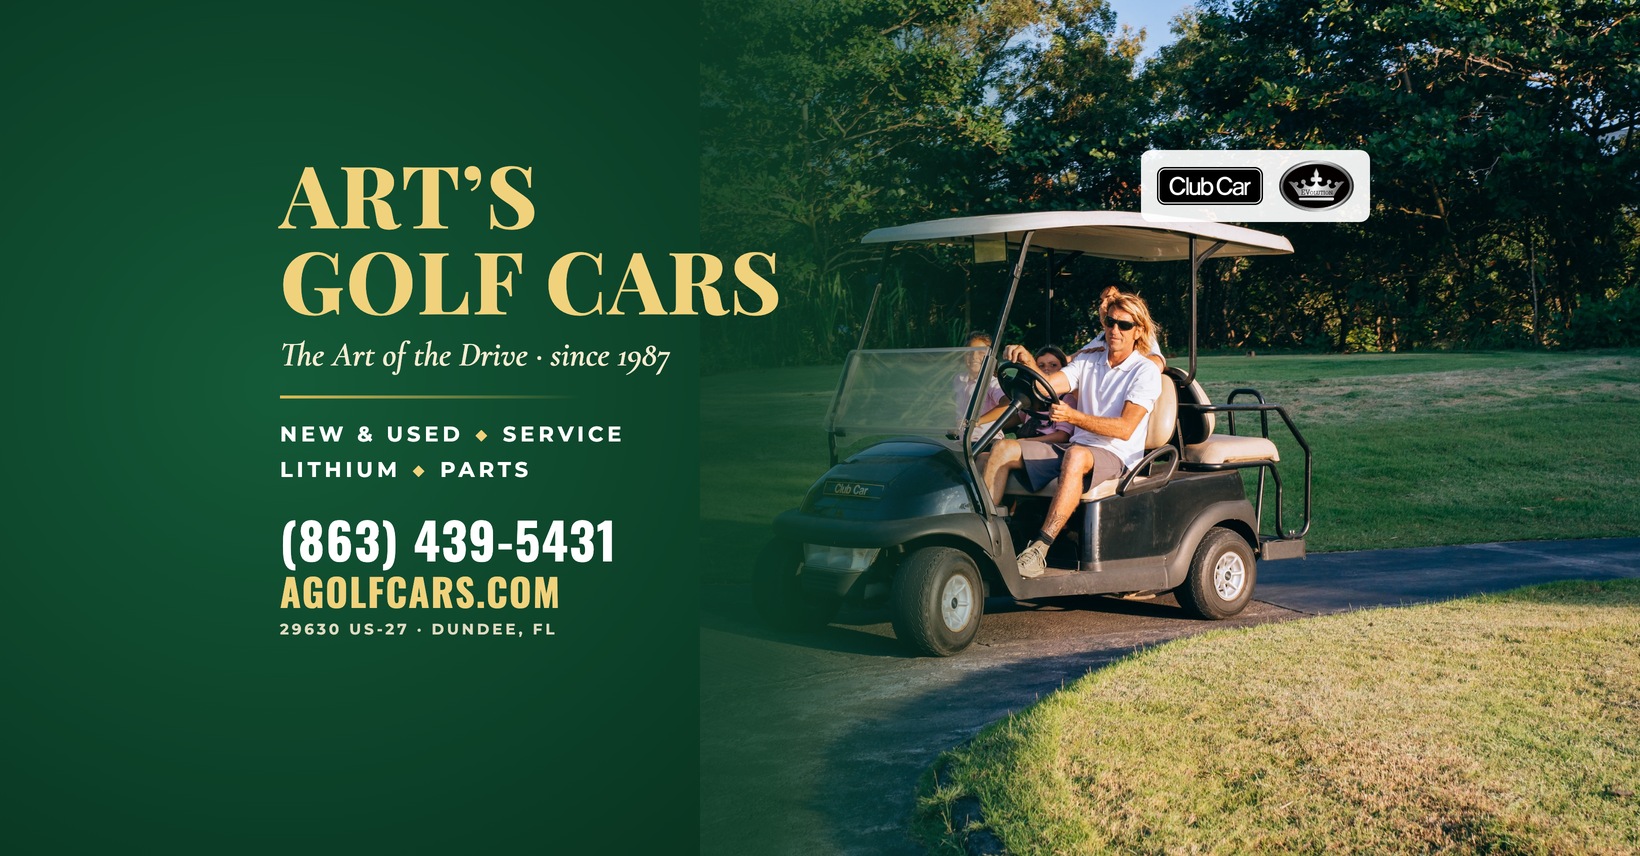 ART’S
GOLF CARS
The Art of the Drive · since 1987
NEW & USED ◆ SERVICE
LITHIUM ◆ PARTS
(863) 439-5431
AGOLFCARS.COM
29630 US-27 · DUNDEE, FL
Club Car
EVOLUTION
Club Car